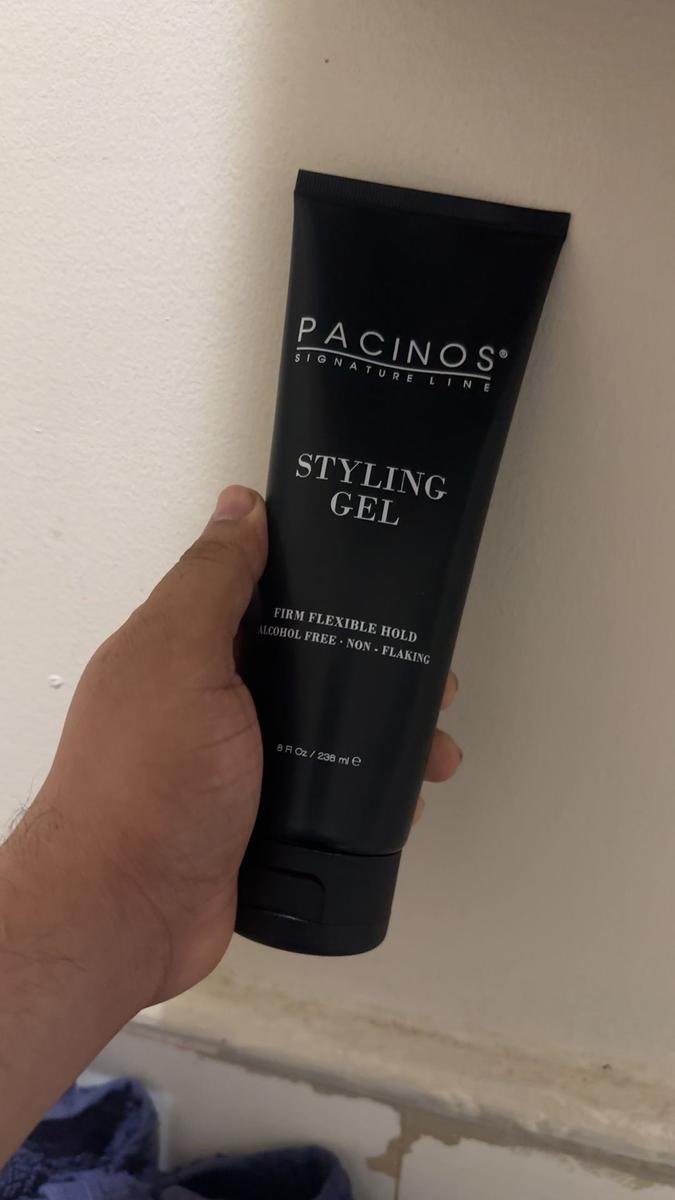 PACINOS®
SIGNATURE LINE
STYLING
GEL
FIRM FLEXIBLE HOLD
ALCOHOL FREE · NON - FLAKING
8 Fl Oz / 236 ml ℮